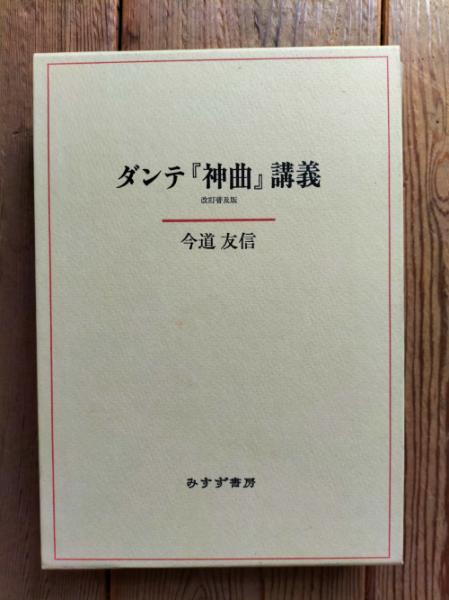 ダンテ『神曲』講義
改訂普及版
今道 友信
みすず書房